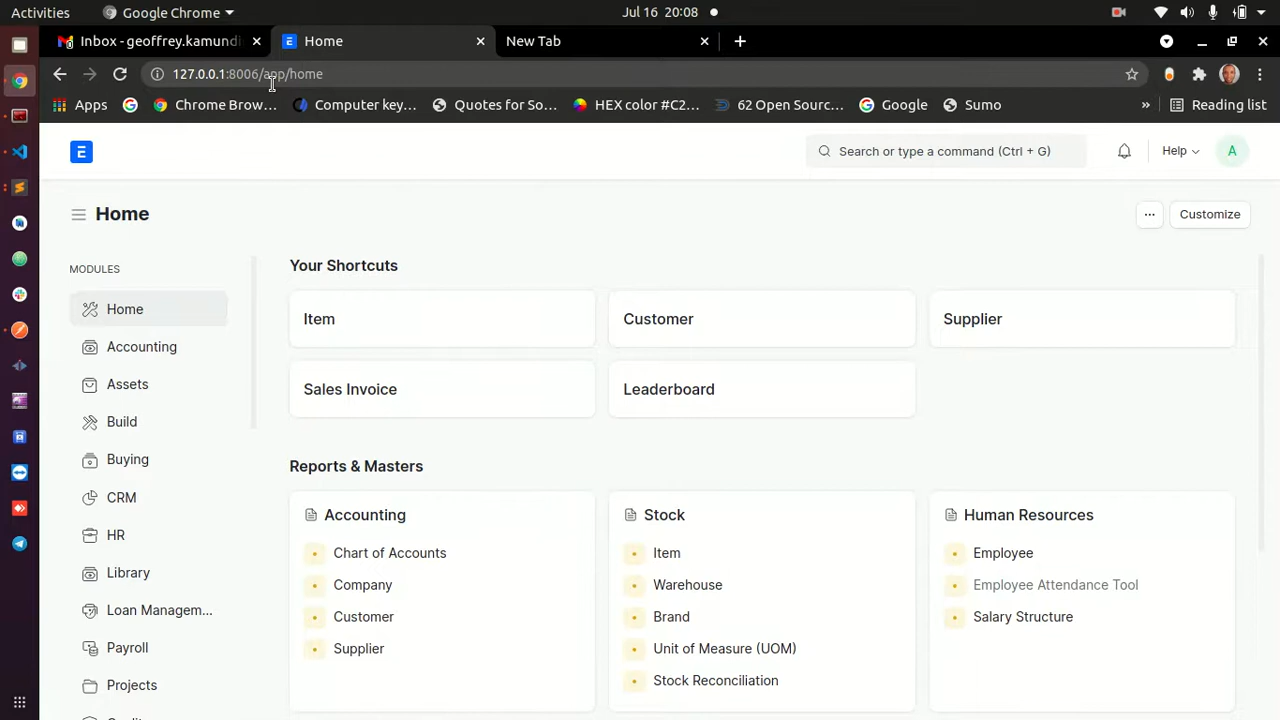 Activities
Google Chrome
Jul 16 20:08
Inbox - geoffrey.kamundi
Home
New Tab
127.0.0.1:8006/app/home
Apps
Chrome Brow...
Computer key...
Quotes for So...
HEX color #C2...
62 Open Sourc...
Google
Sumo
»
Reading list
E
Search or type a command (Ctrl + G)
Help
A
Home
...
Customize
MODULES
Home
Accounting
Assets
Build
Buying
CRM
HR
Library
Loan Managem...
Payroll
Projects
Your Shortcuts
Item
Customer
Supplier
Sales Invoice
Leaderboard
Reports & Masters
Accounting
Chart of Accounts
Company
Customer
Supplier
Stock
Item
Warehouse
Brand
Unit of Measure (UOM)
Stock Reconciliation
Human Resources
Employee
Employee Attendance Tool
Salary Structure